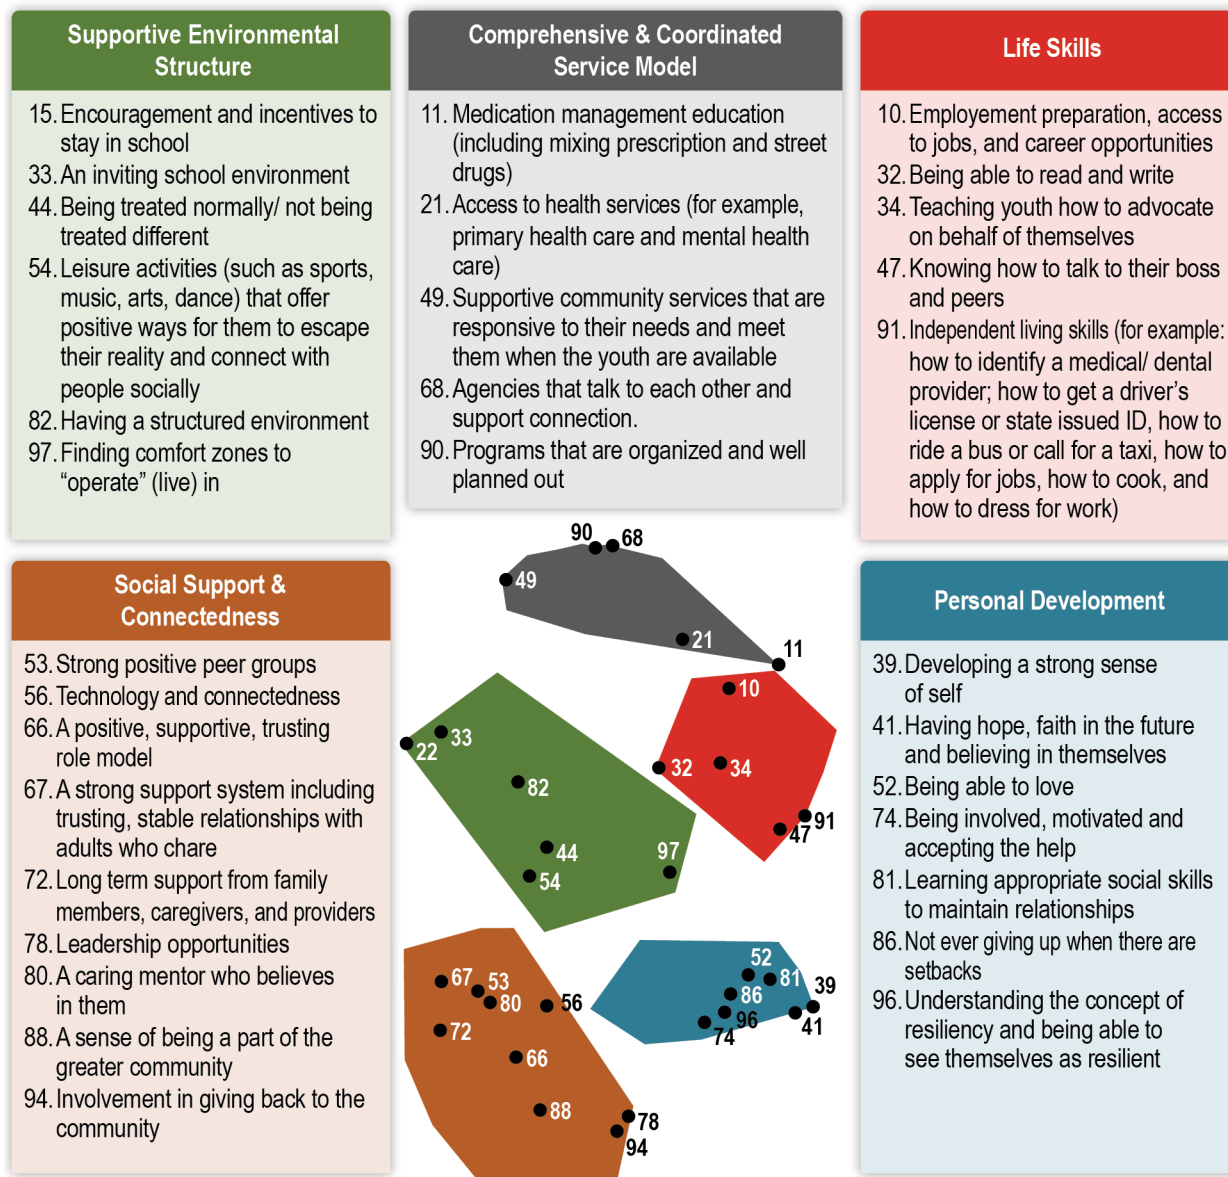 Supportive Environmental
Structure
15. Encouragement and incentives to
stay in school
33. An inviting school environment
44. Being treated normally/ not being
treated different
54. Leisure activities (such as sports,
music, arts, dance) that offer
positive ways for them to escape
their reality and connect with
people socially
82. Having a structured environment
97. Finding comfort zones to
“operate” (live) in
Comprehensive & Coordinated
Service Model
11. Medication management education
(including mixing prescription and street
drugs)
21. Access to health services (for example,
primary health care and mental health
care)
49. Supportive community services that are
responsive to their needs and meet
them when the youth are available
68. Agencies that talk to each other and
support connection.
90. Programs that are organized and well
planned out
Life Skills
10. Employement preparation, access
to jobs, and career opportunities
32. Being able to read and write
34. Teaching youth how to advocate
on behalf of themselves
47. Knowing how to talk to their boss
and peers
91. Independent living skills (for example:
how to identify a medical/ dental
provider; how to get a driver’s
license or state issued ID, how to
ride a bus or call for a taxi, how to
apply for jobs, how to cook, and
how to dress for work)
Social Support &
Connectedness
53. Strong positive peer groups
56. Technology and connectedness
66. A positive, supportive, trusting
role model
67. A strong support system including
trusting, stable relationships with
adults who chare
72. Long term support from family
members, caregivers, and providers
78. Leadership opportunities
80. A caring mentor who believes
in them
88. A sense of being a part of the
greater community
94. Involvement in giving back to the
community
90 68
49
21
11
10
33
22
32 34
82
91
47
44
97
54
52
67 53
81
39
86
80
56
96
41
72
74
66
88
78
94
Personal Development
39. Developing a strong sense
of self
41. Having hope, faith in the future
and believing in themselves
52. Being able to love
74. Being involved, motivated and
accepting the help
81. Learning appropriate social skills
to maintain relationships
86. Not ever giving up when there are
setbacks
96. Understanding the concept of
resiliency and being able to
see themselves as resilient